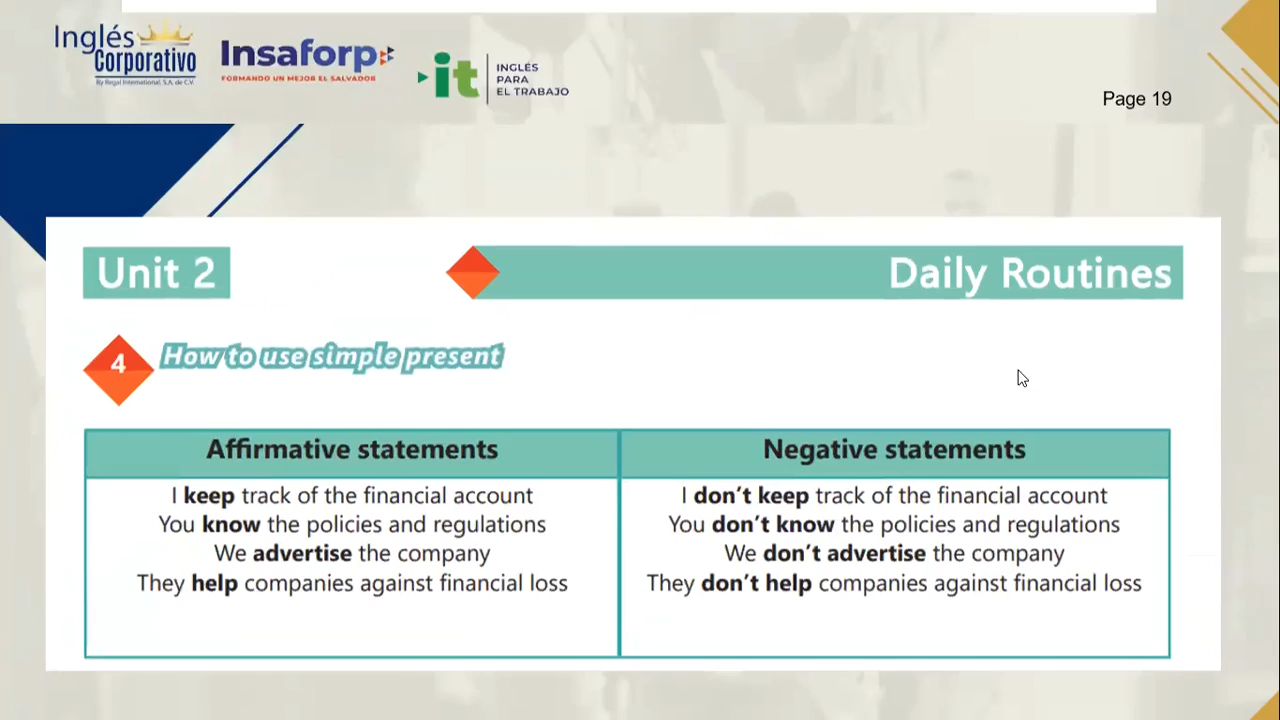 Inglés
Corporativo
By Regal International, S.A. de C.V.
Insaforp
FORMANDO UN MEJOR EL SALVADOR
it
INGLÉS
PARA
EL TRABAJO
Page 19
Unit 2
Daily Routines
4
How to use simple present
Affirmative statements
I keep track of the financial account
You know the policies and regulations
We advertise the company
They help companies against financial loss
Negative statements
I don't keep track of the financial account
You don't know the policies and regulations
We don't advertise the company
They don't help companies against financial loss